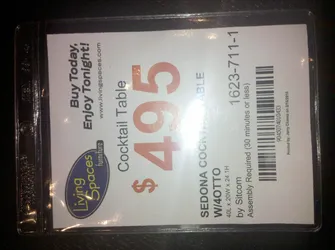 Living
Spaces
furniture
Buy Today,
Enjoy Tonight!
www.livingspaces.com
Cocktail Table
$495
SEDONA COCKTAIL TABLE
W/4OTTO
by Sitcom
Assembly Required (30 minutes or less)
1623-711-1